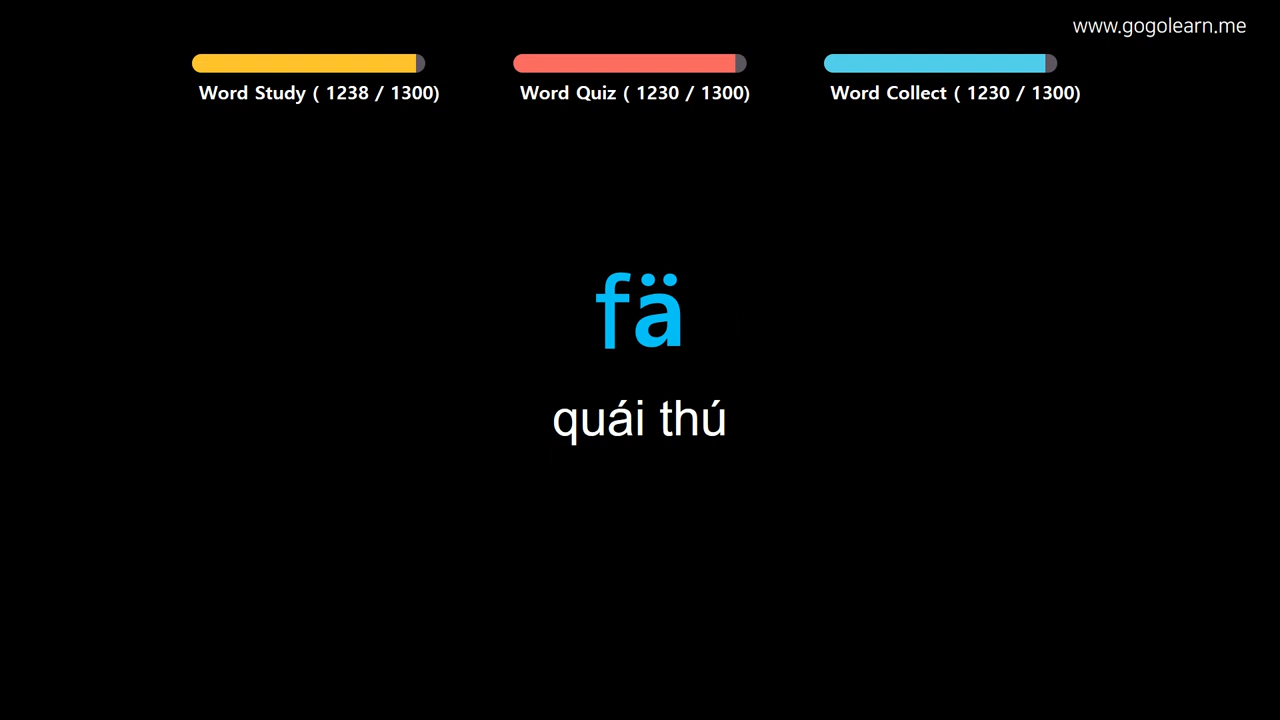 www.gogolearn.me
Word Study ( 1238 / 1300)
Word Quiz ( 1230 / 1300)
Word Collect ( 1230 / 1300)
fä
quái thú